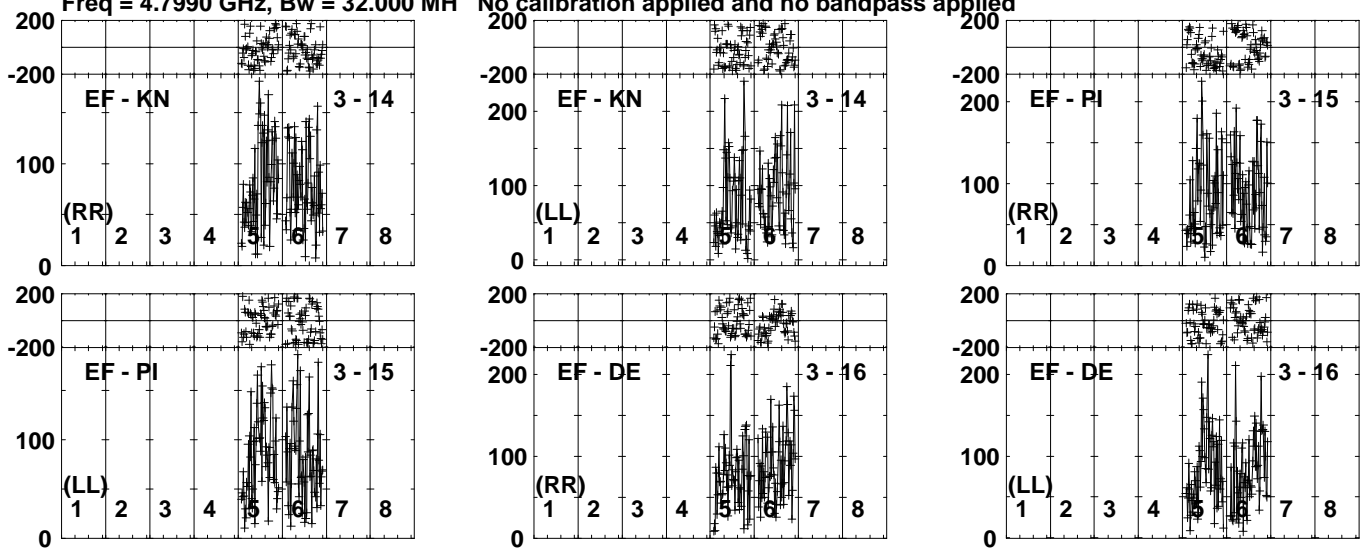 Freq = 4.7990 GHz, Bw = 32.000 MH No calibration applied and no bandpass applied
200
-200
EF - KN 3 - 14
100
(RR)
1 2 3 4 5 6 7 8
0
200
-200
EF - KN 3 - 14
200
100
(LL)
1 2 3 4 5 6 7 8
0
200
-200
EF - PI 3 - 15
200
100
(RR)
1 2 3 4 5 6 7 8
0
200
-200
EF - PI 3 - 15
100
(LL)
1 2 3 4 5 6 7 8
0
200
-200
EF - DE 3 - 16
200
100
(RR)
1 2 3 4 5 6 7 8
0
200
-200
EF - DE 3 - 16
200
100
(LL)
1 2 3 4 5 6 7 8
0